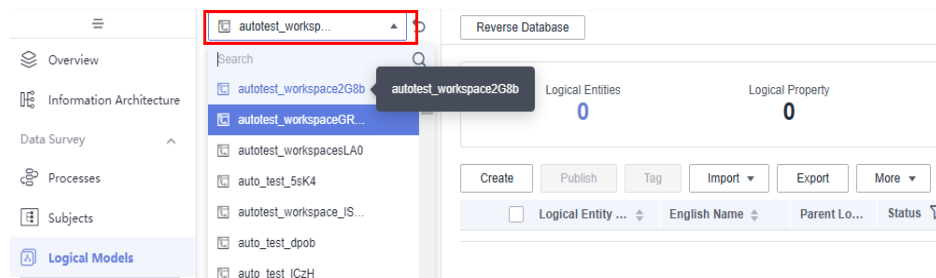 Overview
Information Architecture
Data Survey
Processes
Subjects
Logical Models
autotest_worksp...
Search
autotest_workspace2G8b
autotest_workspaceGR...
autotest_workspacesLA0
auto_test_5sK4
autotest_workspace_IS...
auto_test_dpob
auto_test_ICzH
autotest_workspace2G8b
Reverse Database
Logical Entities Logical Property
0 0
Create Publish Tag Import Export More
Logical Entity ... English Name Parent Lo... Status